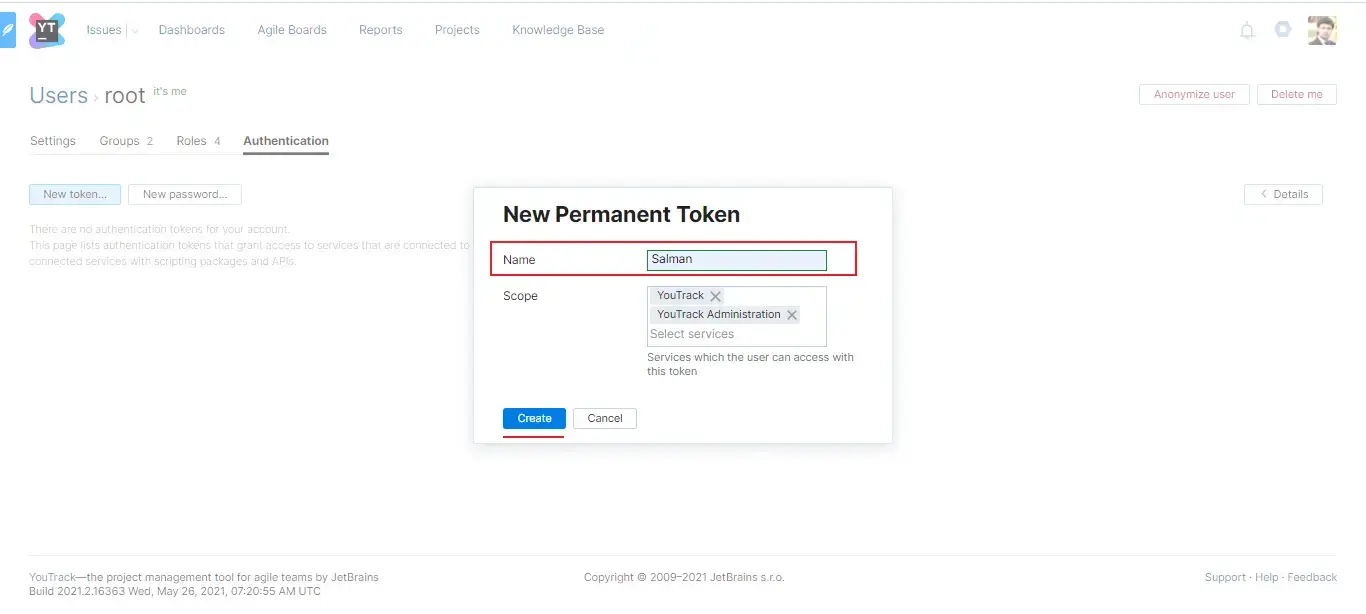 YT
Issues
Dashboards
Agile Boards
Reports
Projects
Knowledge Base
Users › root it's me
Anonymize user
Delete me
Settings
Groups 2
Roles 4
Authentication
New token...
New password...
Details
There are no authentication tokens for your account.
This page lists authentication tokens that grant access to services that are connected to
connected services with scripting packages and APIs.
New Permanent Token
Name
Salman
Scope
YouTrack
YouTrack Administration
Select services
Services which the user can access with
this token
Create
Cancel
YouTrack—the project management tool for agile teams by JetBrains
Build 2021.2.16363 Wed, May 26, 2021, 07:20:55 AM UTC
Copyright © 2009–2021 JetBrains s.r.o.
Support · Help · Feedback